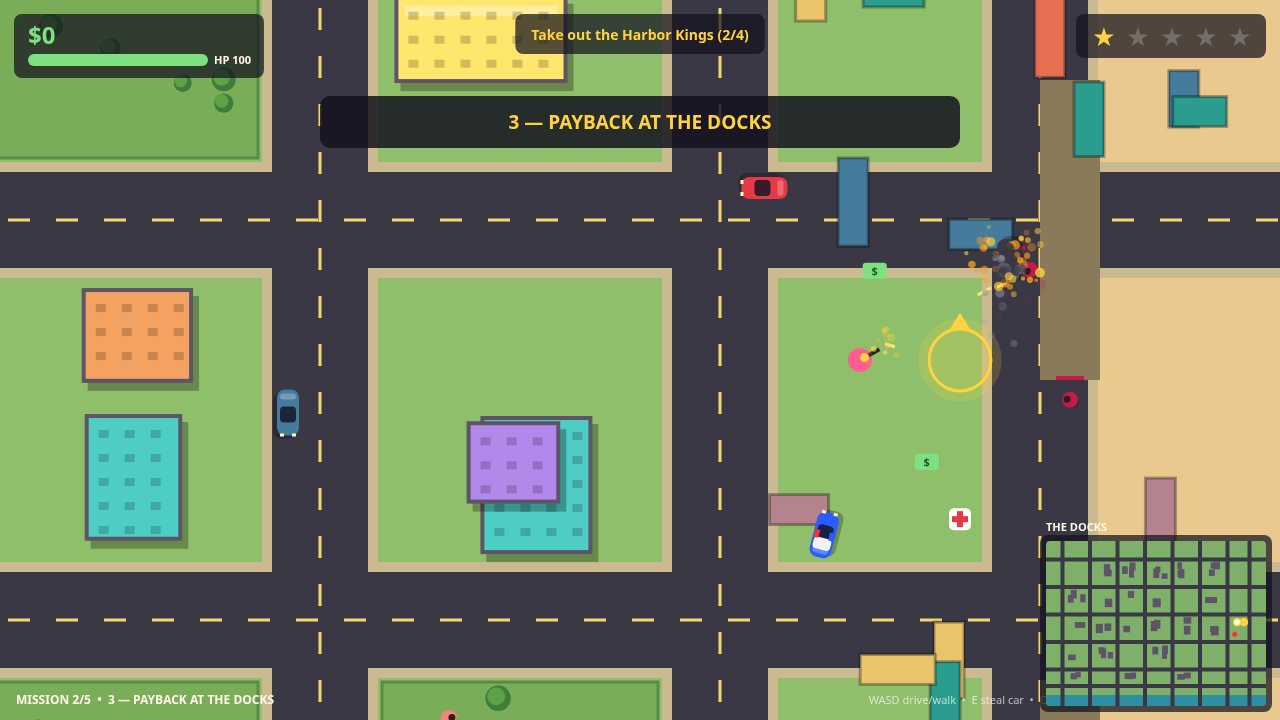 $0
HP 100
Take out the Harbor Kings (2/4)
3 — PAYBACK AT THE DOCKS
$
$
THE DOCKS
MISSION 2/5 • 3 — PAYBACK AT THE DOCKS
WASD drive/walk • E steal car •